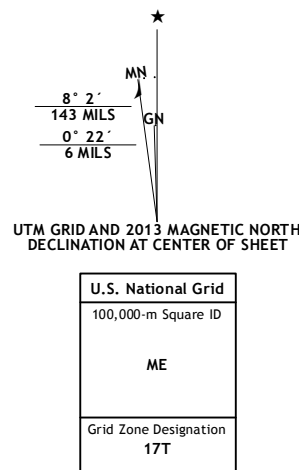 ★
MN
8° 2´
143 MILS
GN
0° 22´
6 MILS
UTM GRID AND 2013 MAGNETIC NORTH
DECLINATION AT CENTER OF SHEET
U.S. National Grid
100,000-m Square ID
ME
Grid Zone Designation
17T